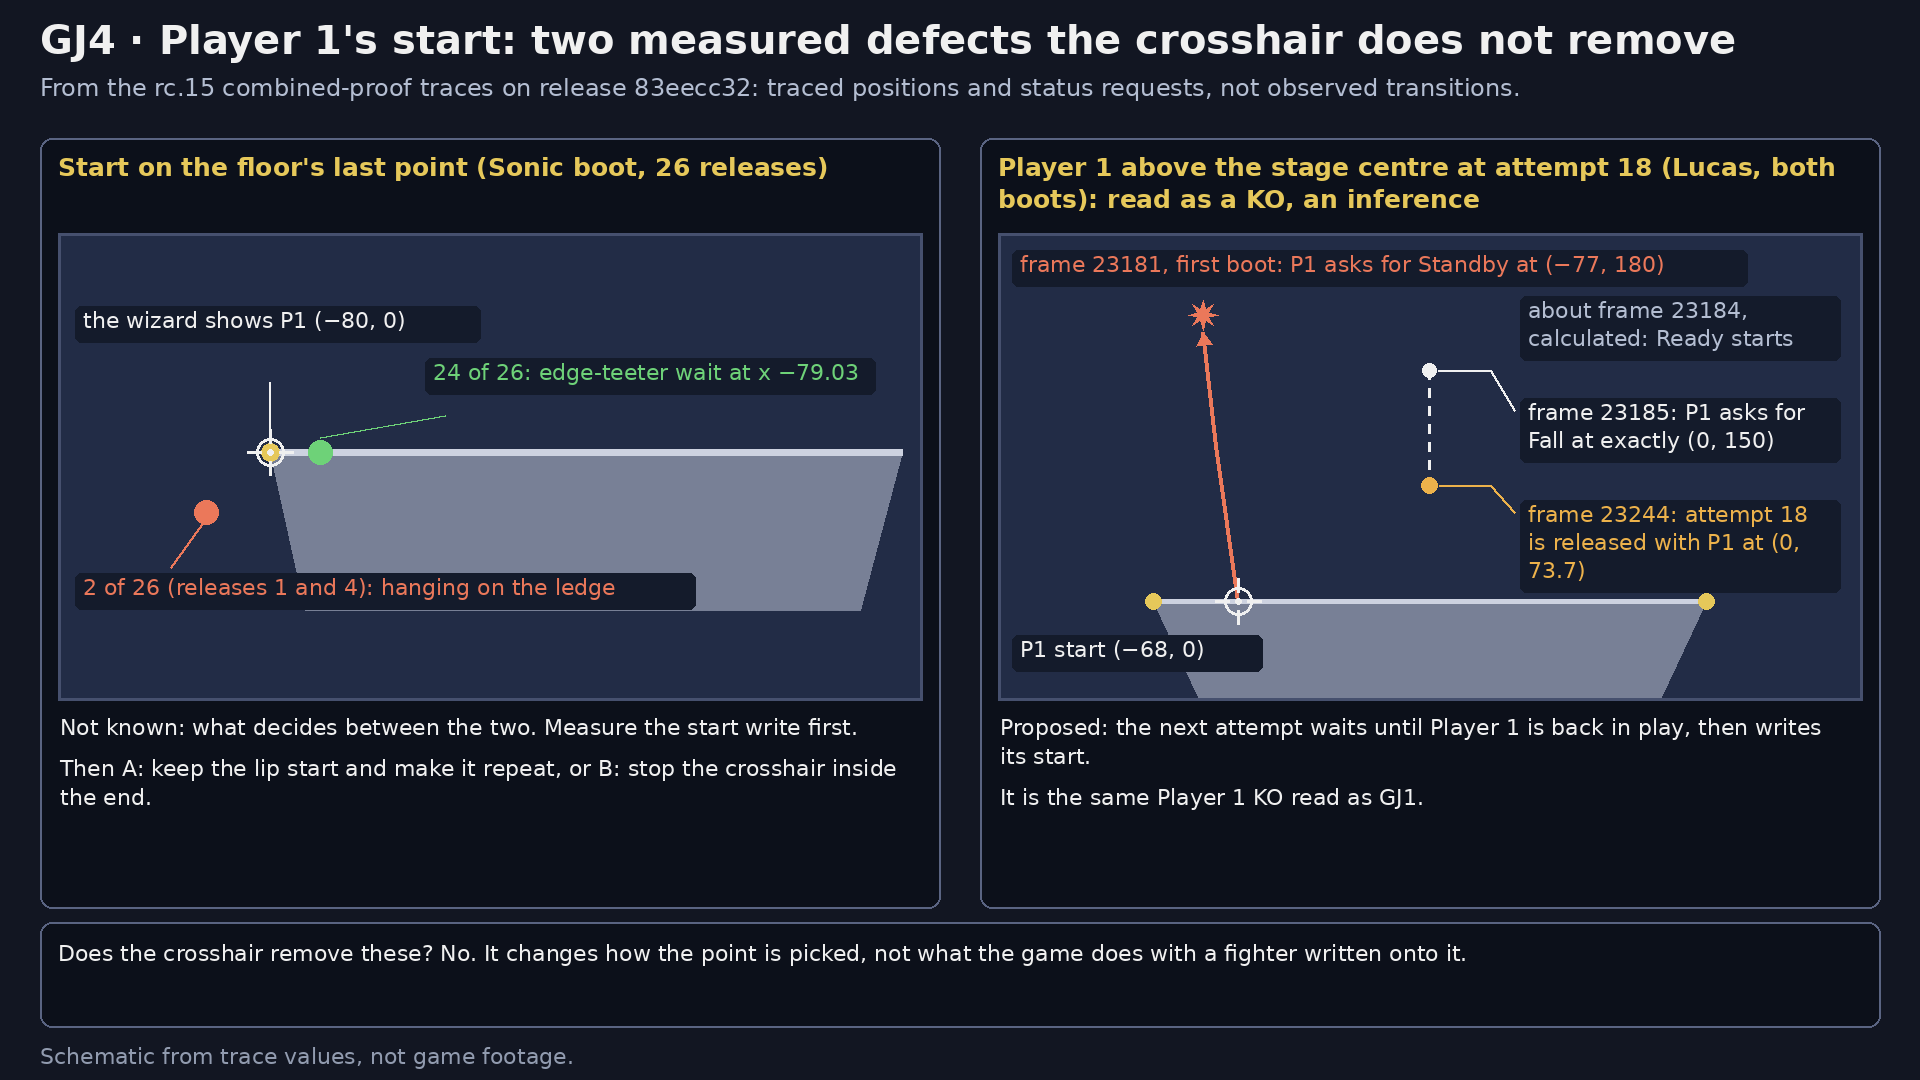 GJ4 · Player 1's start: two measured defects the crosshair does not remove
From the rc.15 combined-proof traces on release 83eecc32: traced positions and status requests, not observed transitions.
Start on the floor's last point (Sonic boot, 26 releases)
the wizard shows P1 (−80, 0)
24 of 26: edge-teeter wait at x −79.03
2 of 26 (releases 1 and 4): hanging on the ledge
Not known: what decides between the two. Measure the start write first.
Then A: keep the lip start and make it repeat, or B: stop the crosshair inside
the end.
Player 1 above the stage centre at attempt 18 (Lucas, both
boots): read as a KO, an inference
frame 23181, first boot: P1 asks for Standby at (−77, 180)
about frame 23184,
calculated: Ready starts
frame 23185: P1 asks for
Fall at exactly (0, 150)
frame 23244: attempt 18
is released with P1 at (0,
73.7)
P1 start (−68, 0)
Proposed: the next attempt waits until Player 1 is back in play, then writes
its start.
It is the same Player 1 KO read as GJ1.
Does the crosshair remove these? No. It changes how the point is picked, not what the game does with a fighter written onto it.
Schematic from trace values, not game footage.